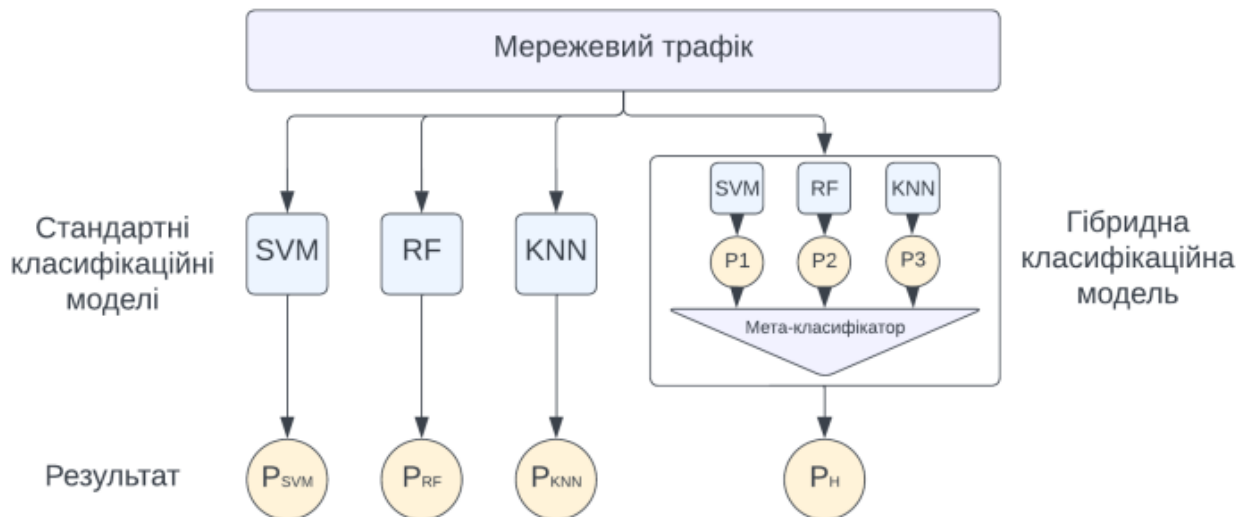 Мережевий трафік
Стандартні
класифікаційні
моделі
SVM
RF
KNN
SVM
RF
KNN
P1
P2
P3
Мета-класифікатор
Гібридна
класифікаційна
модель
Результат
PSVM
PRF
PKNN
PH